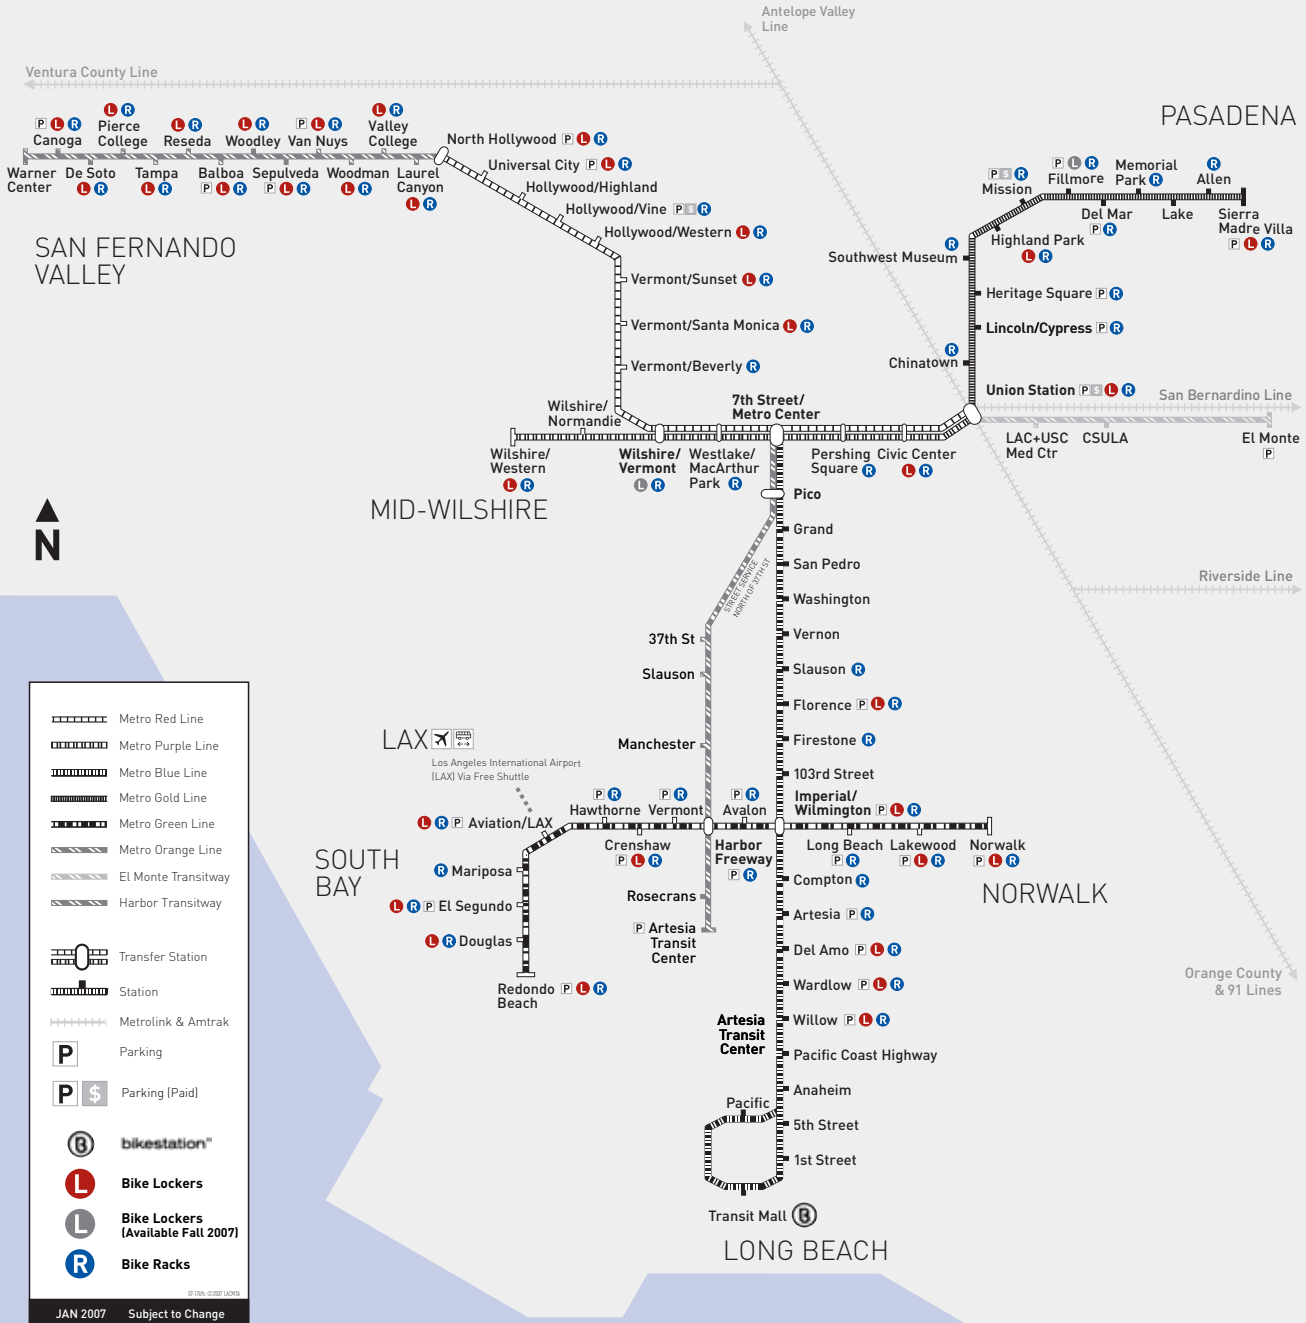 Antelope Valley
Line
Ventura County Line
PASADENA
P L R
Canoga
L R
Pierce
College
L R
Reseda
L R
Woodley
P L R
Van Nuys
L R
Valley
College
North Hollywood P L R
Warner
Center
De Soto
L R
Tampa
L R
Balboa
P L R
Sepulveda
P L R
Woodman
L R
Laurel
Canyon
L R
Universal City P L R
Hollywood/Highland
Hollywood/Vine P $ R
Hollywood/Western L R
SAN FERNANDO
VALLEY
Vermont/Sunset L R
Vermont/Santa Monica L R
Vermont/Beverly R
P $ R
Mission
P L R
Fillmore
Memorial
Park R
R
Allen
Del Mar
P R
Lake
Sierra
Madre Villa
P L R
Highland Park
L R
R
Southwest Museum
Heritage Square P R
Lincoln/Cypress P R
R
Chinatown
Union Station P $ L R
San Bernardino Line
LAC+USC
Med Ctr
CSULA
El Monte
P
Wilshire/
Normandie
7th Street/
Metro Center
Wilshire/
Western
L R
Wilshire/
Vermont
L R
Westlake/
MacArthur
Park R
Pershing
Square R
Civic Center
L R
MID-WILSHIRE
N
Pico
Grand
San Pedro
Washington
Vernon
Slauson R
Florence P L R
Firestone R
103rd Street
Imperial/
Wilmington P L R
STREET SERVICE
NORTH OF 37TH ST
Riverside Line
37th St
Slauson
Manchester
LAX
Los Angeles International Airport
(LAX) Via Free Shuttle
P R
Hawthorne
P R
Vermont
P R
Avalon
L R P Aviation/LAX
Crenshaw
P L R
Harbor
Freeway
P R
Long Beach
P R
Lakewood
P L R
Norwalk
P L R
SOUTH
BAY
R Mariposa
L R P El Segundo
L R Douglas
Redondo
Beach
P L R
Rosecrans
P Artesia
Transit
Center
NORWALK
Compton R
Artesia P R
Del Amo P L R
Wardlow P L R
Willow P L R
Artesia
Transit
Center
Pacific Coast Highway
Anaheim
Pacific
5th Street
1st Street
Transit Mall B
LONG BEACH
Orange County
& 91 Lines
Metro Red Line
Metro Purple Line
Metro Blue Line
Metro Gold Line
Metro Green Line
Metro Orange Line
El Monte Transitway
Harbor Transitway
Transfer Station
Station
Metrolink & Amtrak
P Parking
P $ Parking (Paid)
B bikestation
L Bike Lockers
L Bike Lockers
(Available Fall 2007)
R Bike Racks
JAN 2007 Subject to Change